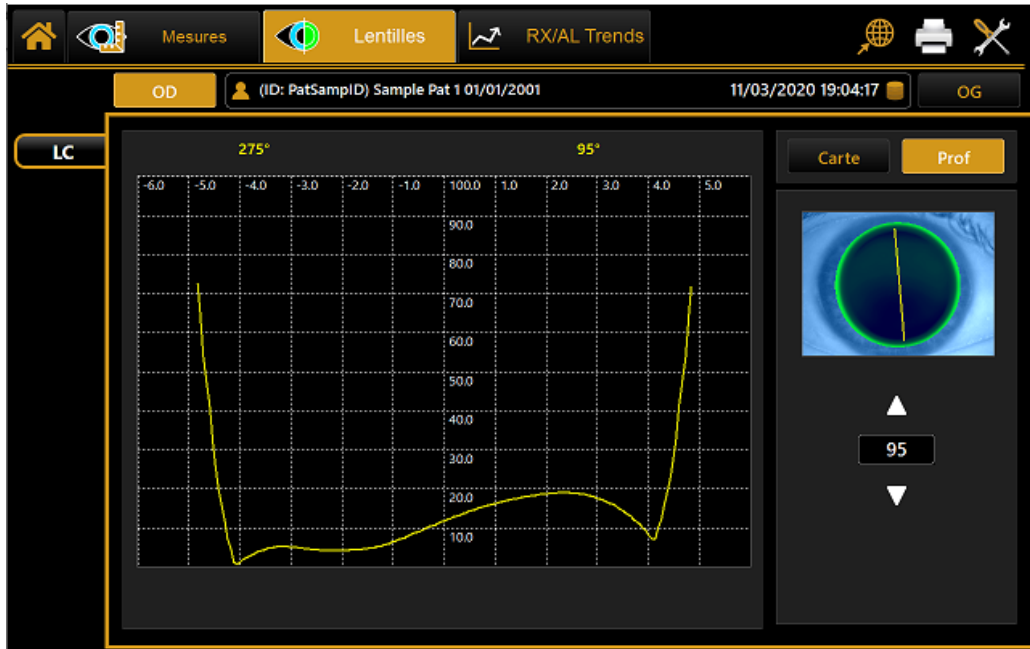 Mesures Lentilles RX/AL Trends
OD (ID: PatSampID) Sample Pat 1 01/01/2001 11/03/2020 19:04:17 OG
LC
275° 95°
Carte Prof
-6.0 -5.0 -4.0 -3.0 -2.0 -1.0 100.0 1.0 2.0 3.0 4.0 5.0
90.0
80.0
70.0
60.0
50.0
40.0
95
30.0
20.0
10.0